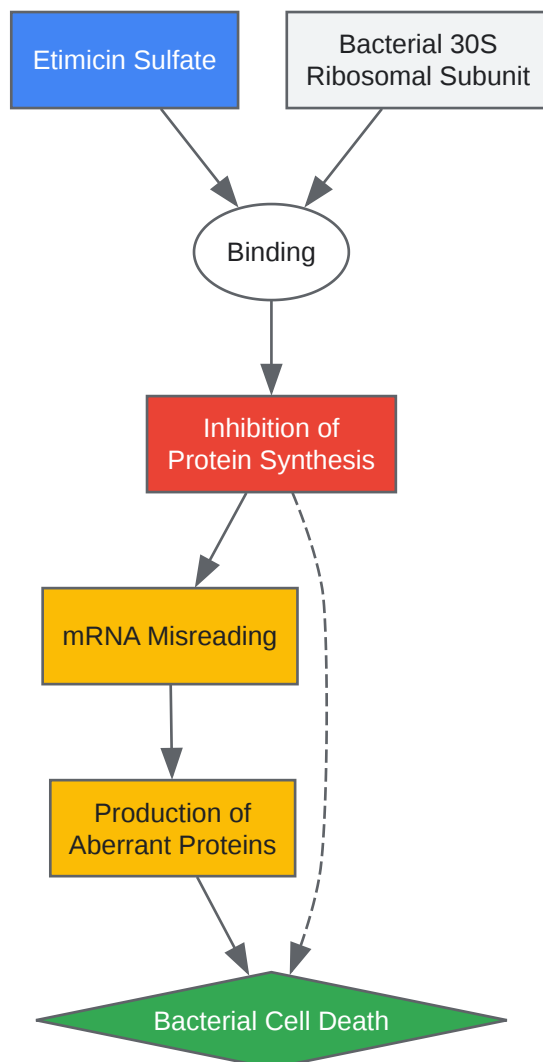 Etimicin Sulfate
Bacterial 30S
Ribosomal Subunit
Binding
Inhibition of
Protein Synthesis
mRNA Misreading
Production of
Aberrant Proteins
Bacterial Cell Death